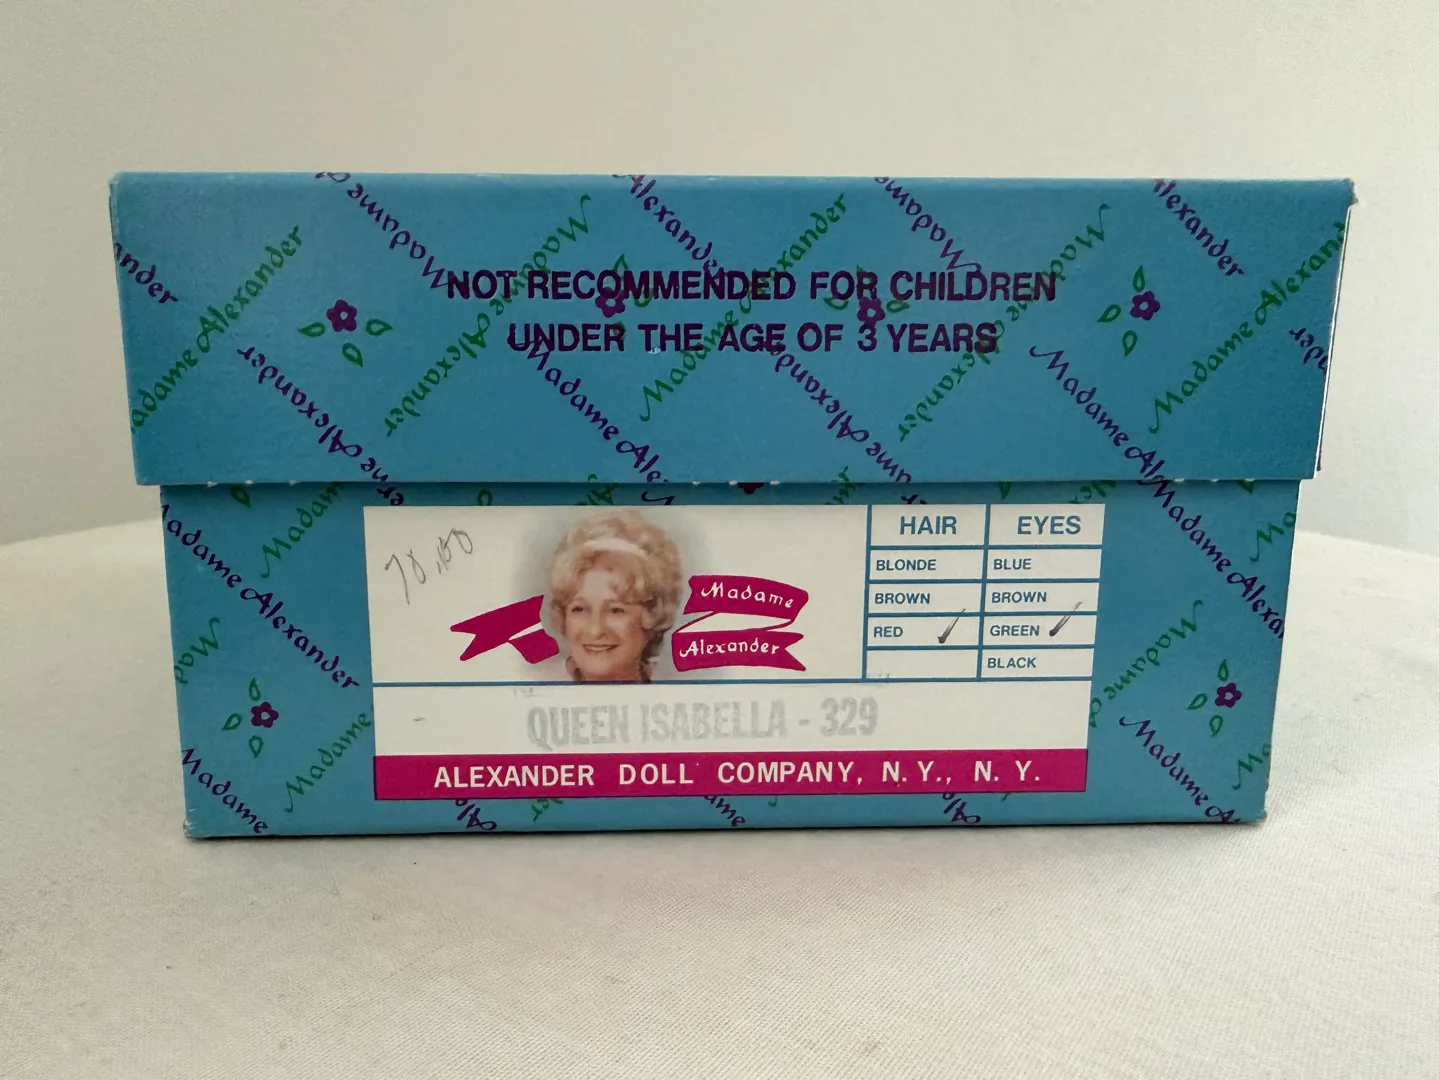 NOT RECOMMENDED FOR CHILDREN
UNDER THE AGE OF 3 YEARS
Madame Alexander
78.00
Madame
Alexander
HAIR EYES
BLONDE BLUE
BROWN BROWN
RED GREEN
BLACK
QUEEN ISABELLA - 329
ALEXANDER DOLL COMPANY, N. Y., N. Y.